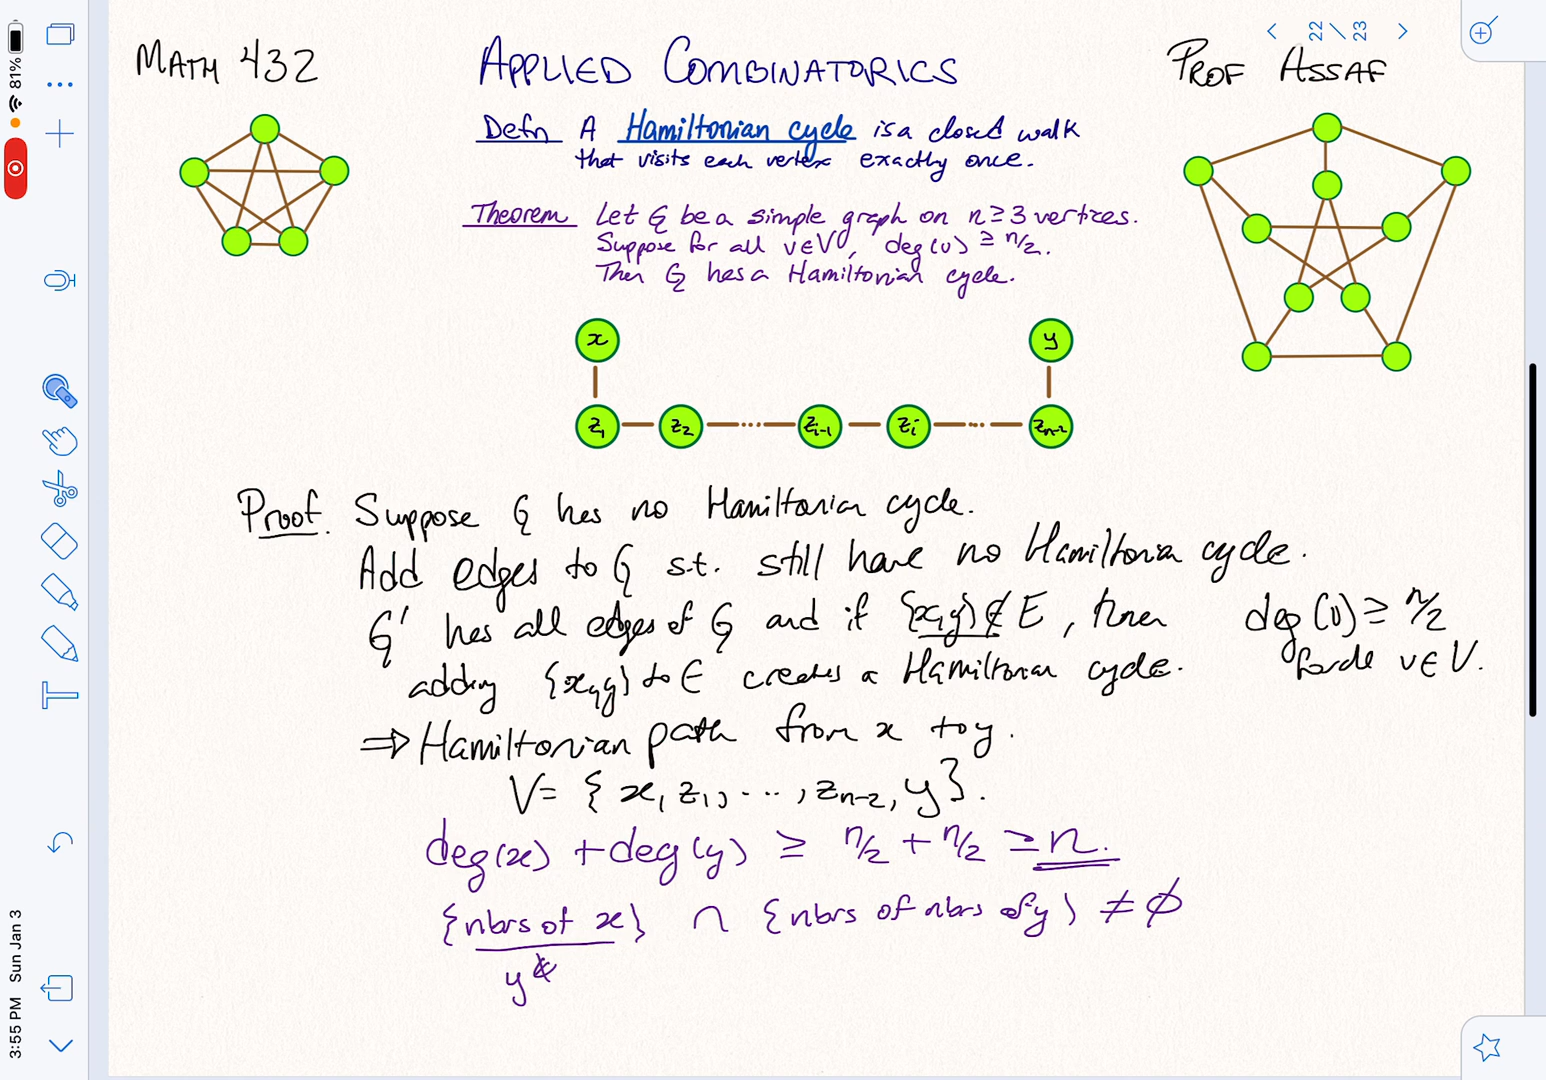 MATH 432
APPLIED COMBINATORICS
PROF ASSAF
22 / 23
81%
Defn A Hamiltonian cycle is a closed walk
that visits each vertex exactly once.
Theorem Let G be a simple graph on n ≥ 3 vertices.
Suppose for all v∈V, deg(v) ≥ n/2.
Then G has a Hamiltonian cycle.
x y
z1 z2 ... zi-1 zi ... zn-2
Proof. Suppose G has no Hamiltonian cycle.
Add edges to G s.t. still have no Hamiltonian cycle.
G' has all edges of G and if {x,y}∉E, then
adding {x,y} to E creates a Hamiltonian cycle.
deg(v) ≥ n/2
for all v∈V.
⇒ Hamiltonian path from x to y.
V= {x, z1, ..., zn-2, y}.
deg(x) + deg(y) ≥ n/2 + n/2 ≥ n.
{nbrs of x} ∩ {nbrs of nbrs of y} ≠ ∅
y
3:55 PM Sun Jan 3
T